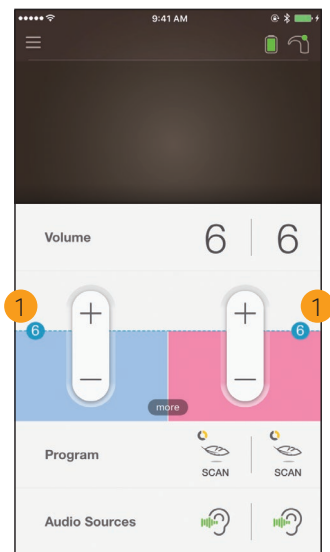 9:41 AM
Volume
6 6
1 1
+ +
6 6
− −
more
Program
SCAN SCAN
Audio Sources